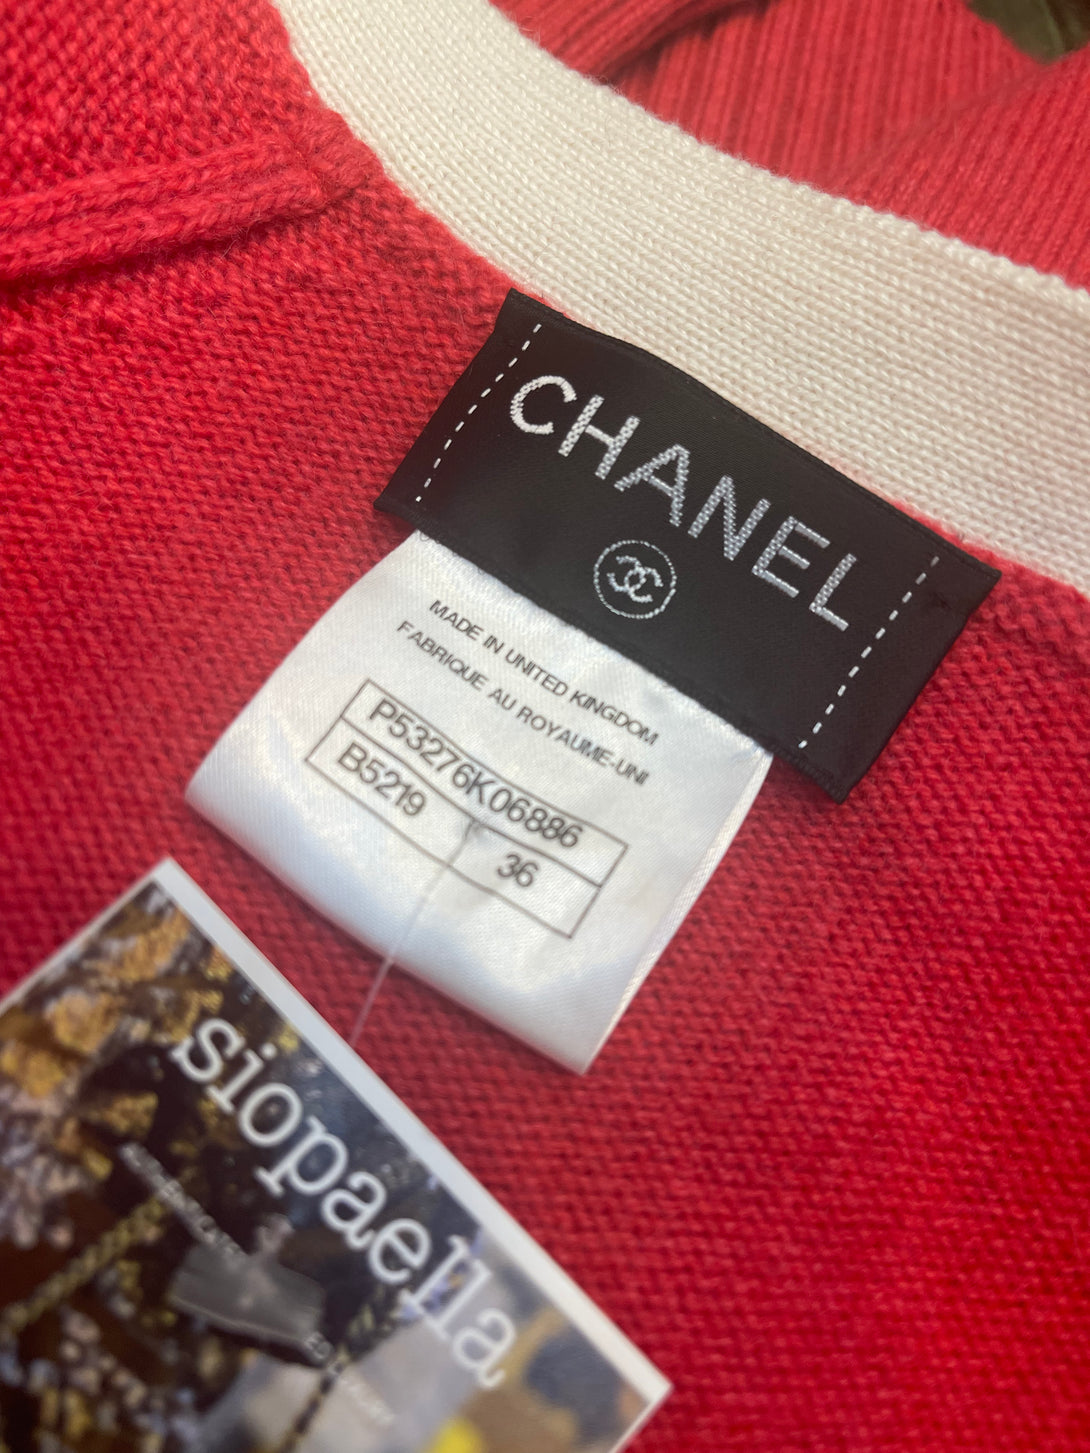 CHANEL
MADE IN UNITED KINGDOM
FABRIQUE AU ROYAUME-UNI
P53276K06886
B5219 36
siopaella